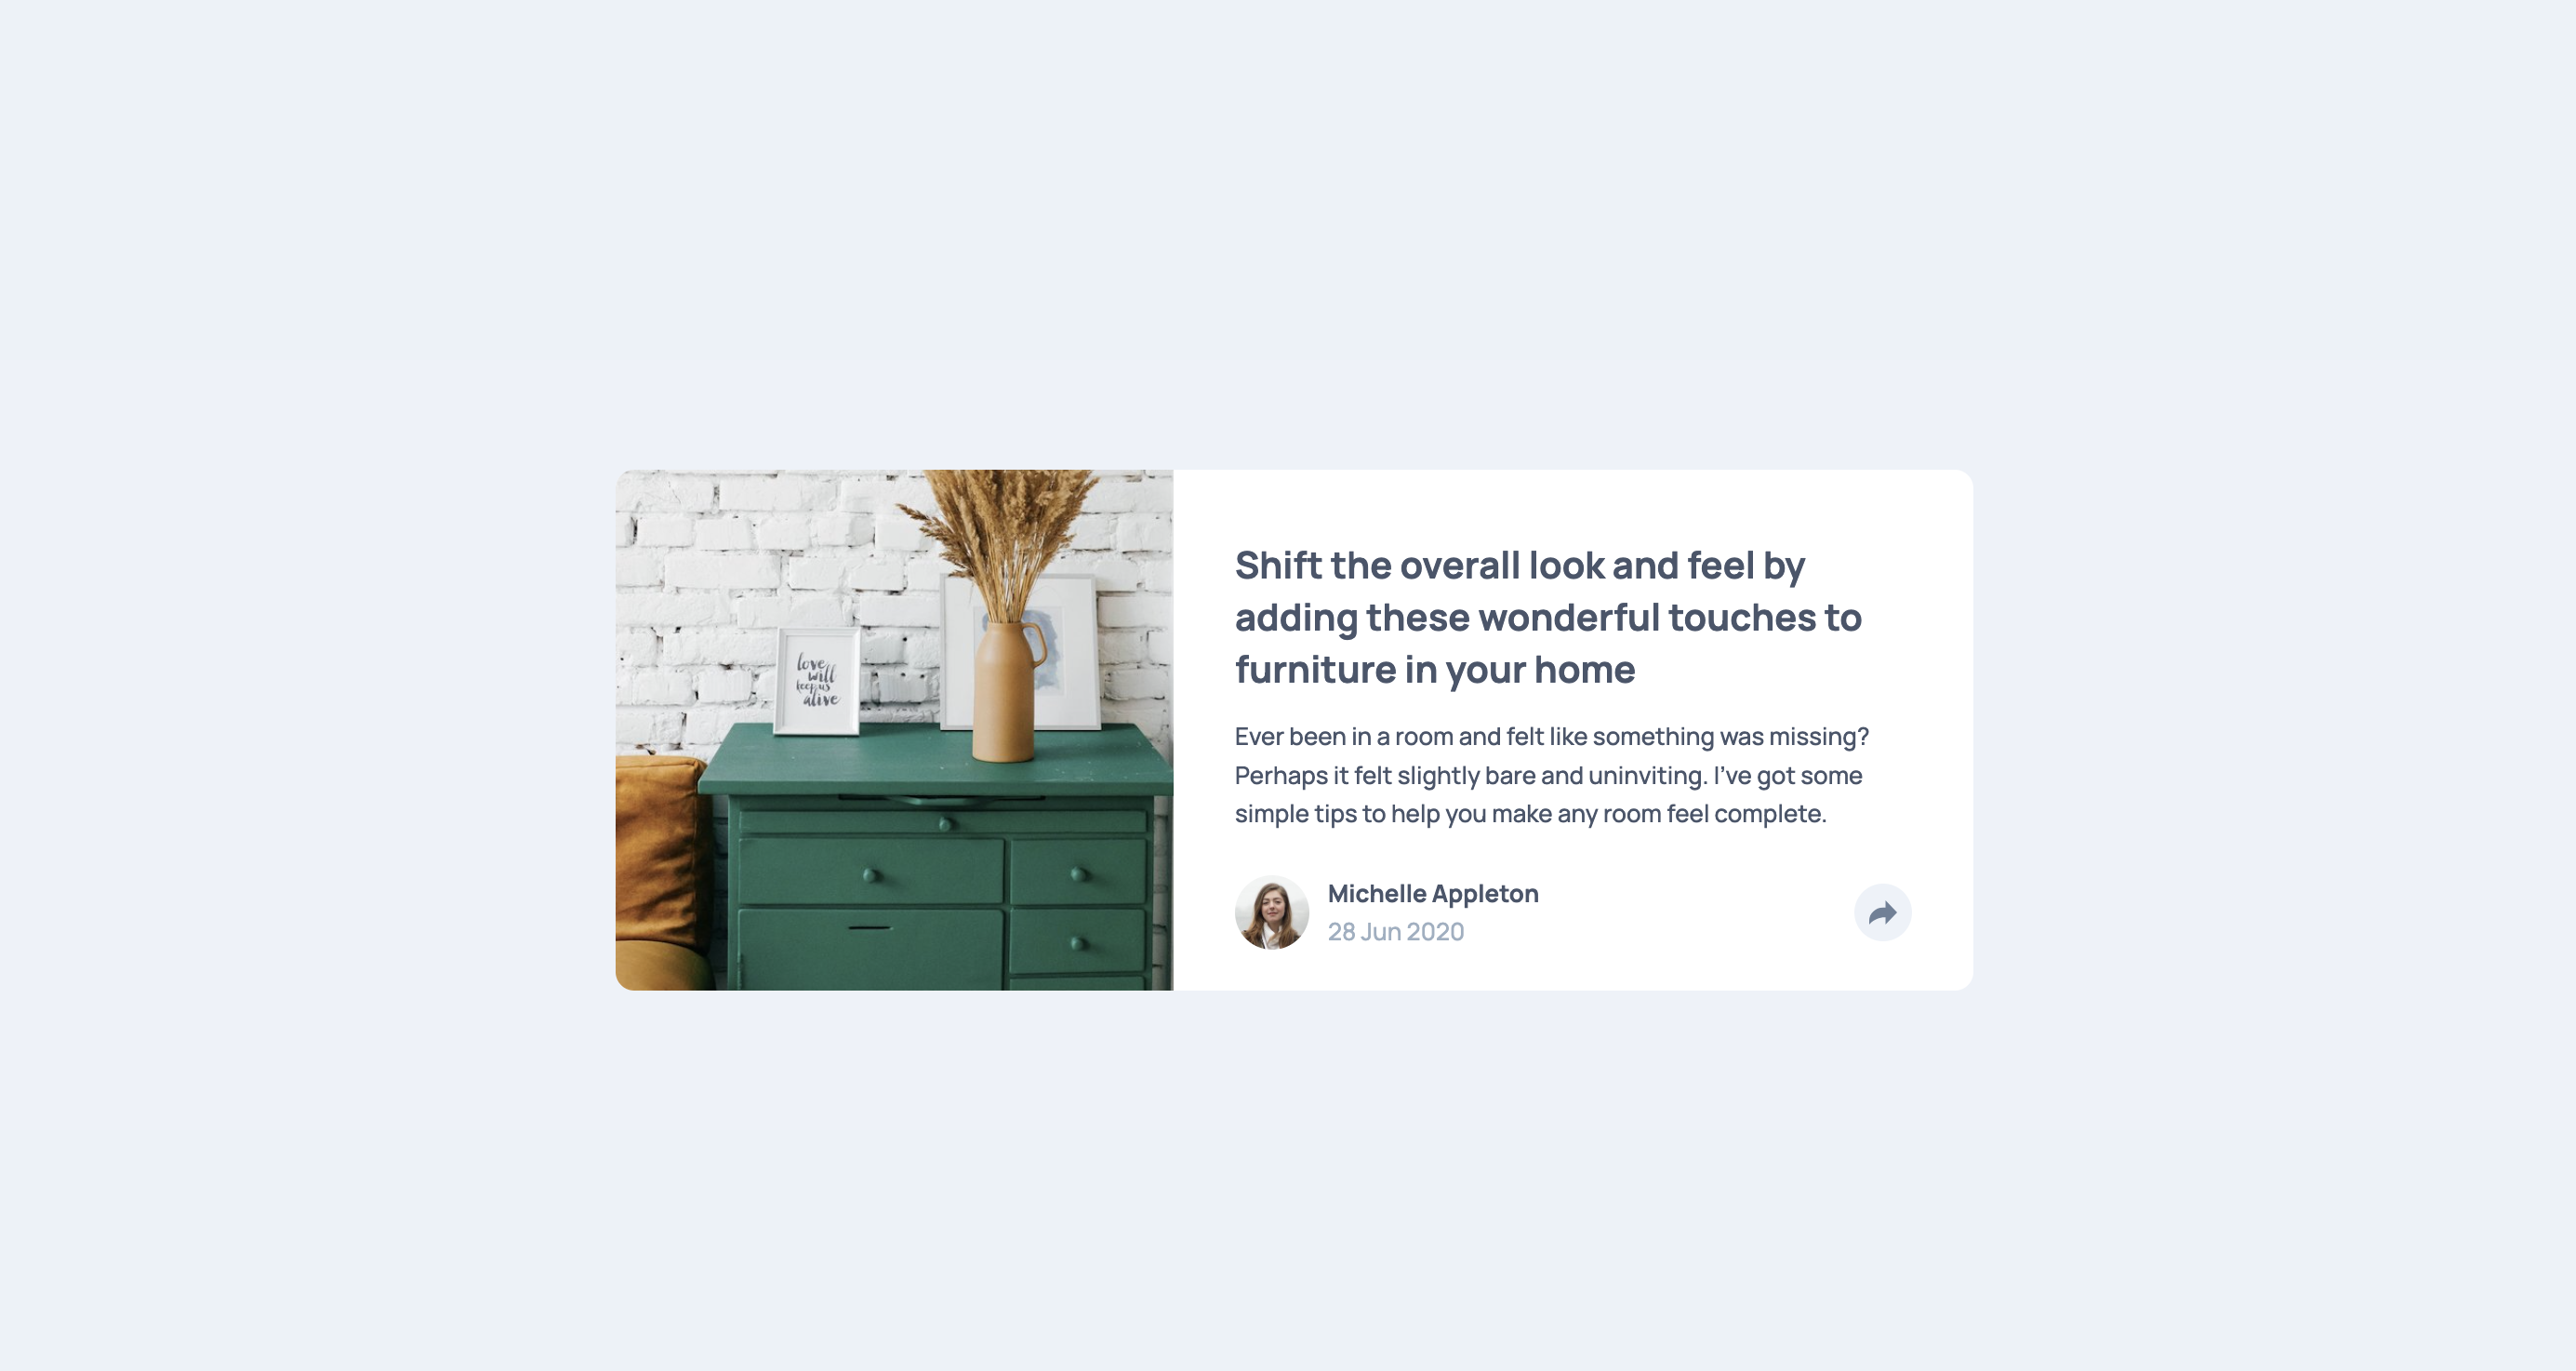 love
will
keep us
alive
Shift the overall look and feel by
adding these wonderful touches to
furniture in your home
Ever been in a room and felt like something was missing?
Perhaps it felt slightly bare and uninviting. I’ve got some
simple tips to help you make any room feel complete.
Michelle Appleton
28 Jun 2020